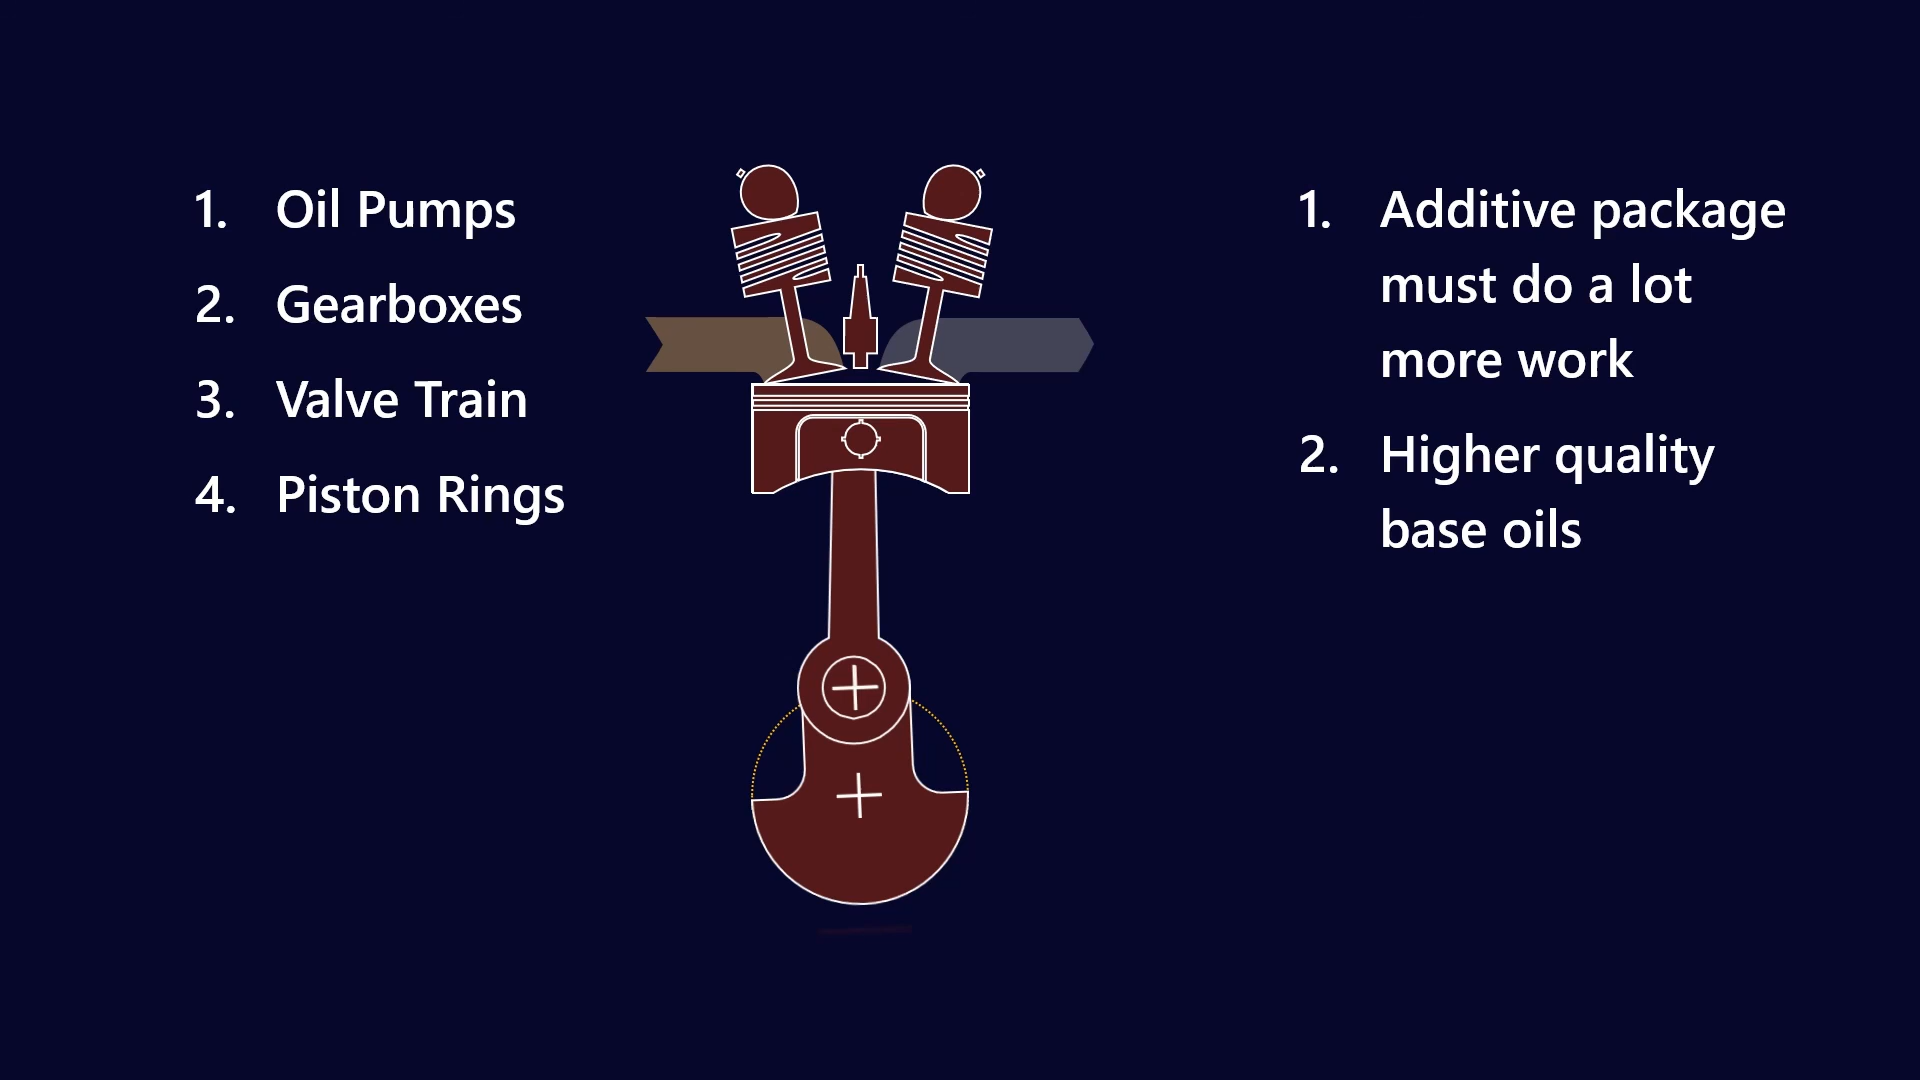 1. Oil Pumps
2. Gearboxes
3. Valve Train
4. Piston Rings
1. Additive package
must do a lot
more work
2. Higher quality
base oils